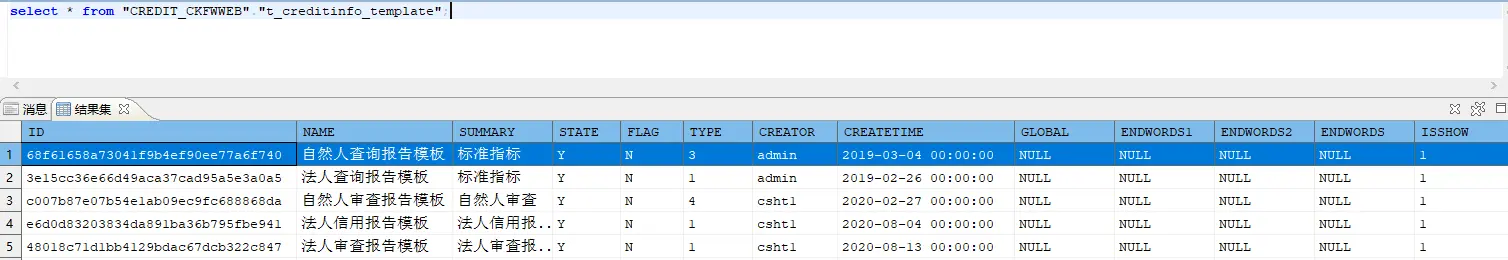 select * from "CREDIT_CKFWWEB"."t_creditinfo_template";
消息 结果集
ID NAME SUMMARY STATE FLAG TYPE CREATOR CREATETIME GLOBAL ENDWORDS1 ENDWORDS2 ENDWORDS ISSHOW
1 68f61658a73041f9b4ef90ee77a6f740 自然人查询报告模板 标准指标 Y N 3 admin 2019-03-04 00:00:00 NULL NULL NULL NULL 1
2 3e15cc36e66d49aca37cad95a5e3a0a5 法人查询报告模板 标准指标 Y N 1 admin 2019-02-26 00:00:00 NULL NULL NULL NULL 1
3 c007b87e07b54e1ab09ec9fc688868da 自然人审查报告模板 自然人审查 Y N 4 csht1 2020-02-27 00:00:00 NULL NULL NULL NULL 1
4 e6d0d83203834da891ba36b795fbe941 法人信用报告模板 法人信用报.. Y N 1 csht1 2020-08-04 00:00:00 NULL NULL NULL NULL 1
5 48018c71d1bb4129bdac67dcb322c847 法人审查报告模板 法人审查报.. Y N 1 csht1 2020-08-13 00:00:00 NULL NULL NULL NULL 1